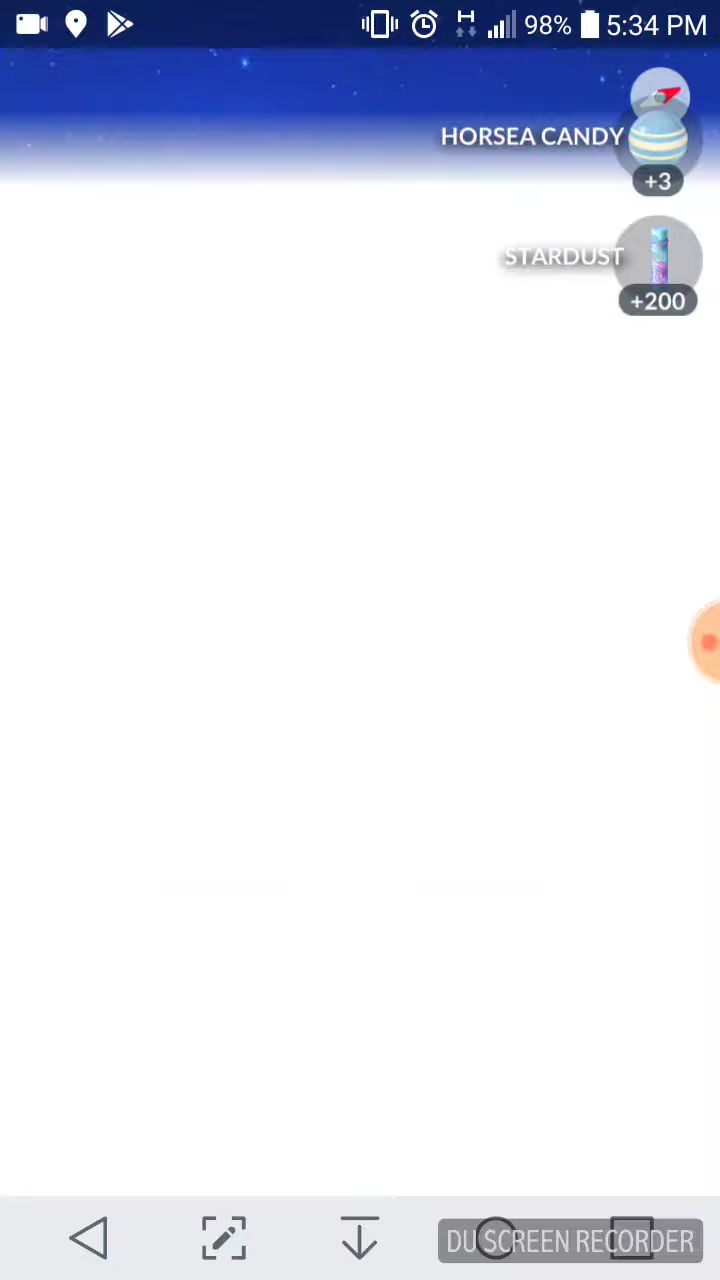 H 98% 5:34 PM
HORSEA CANDY
+3
STARDUST
+200
DU SCREEN RECORDER